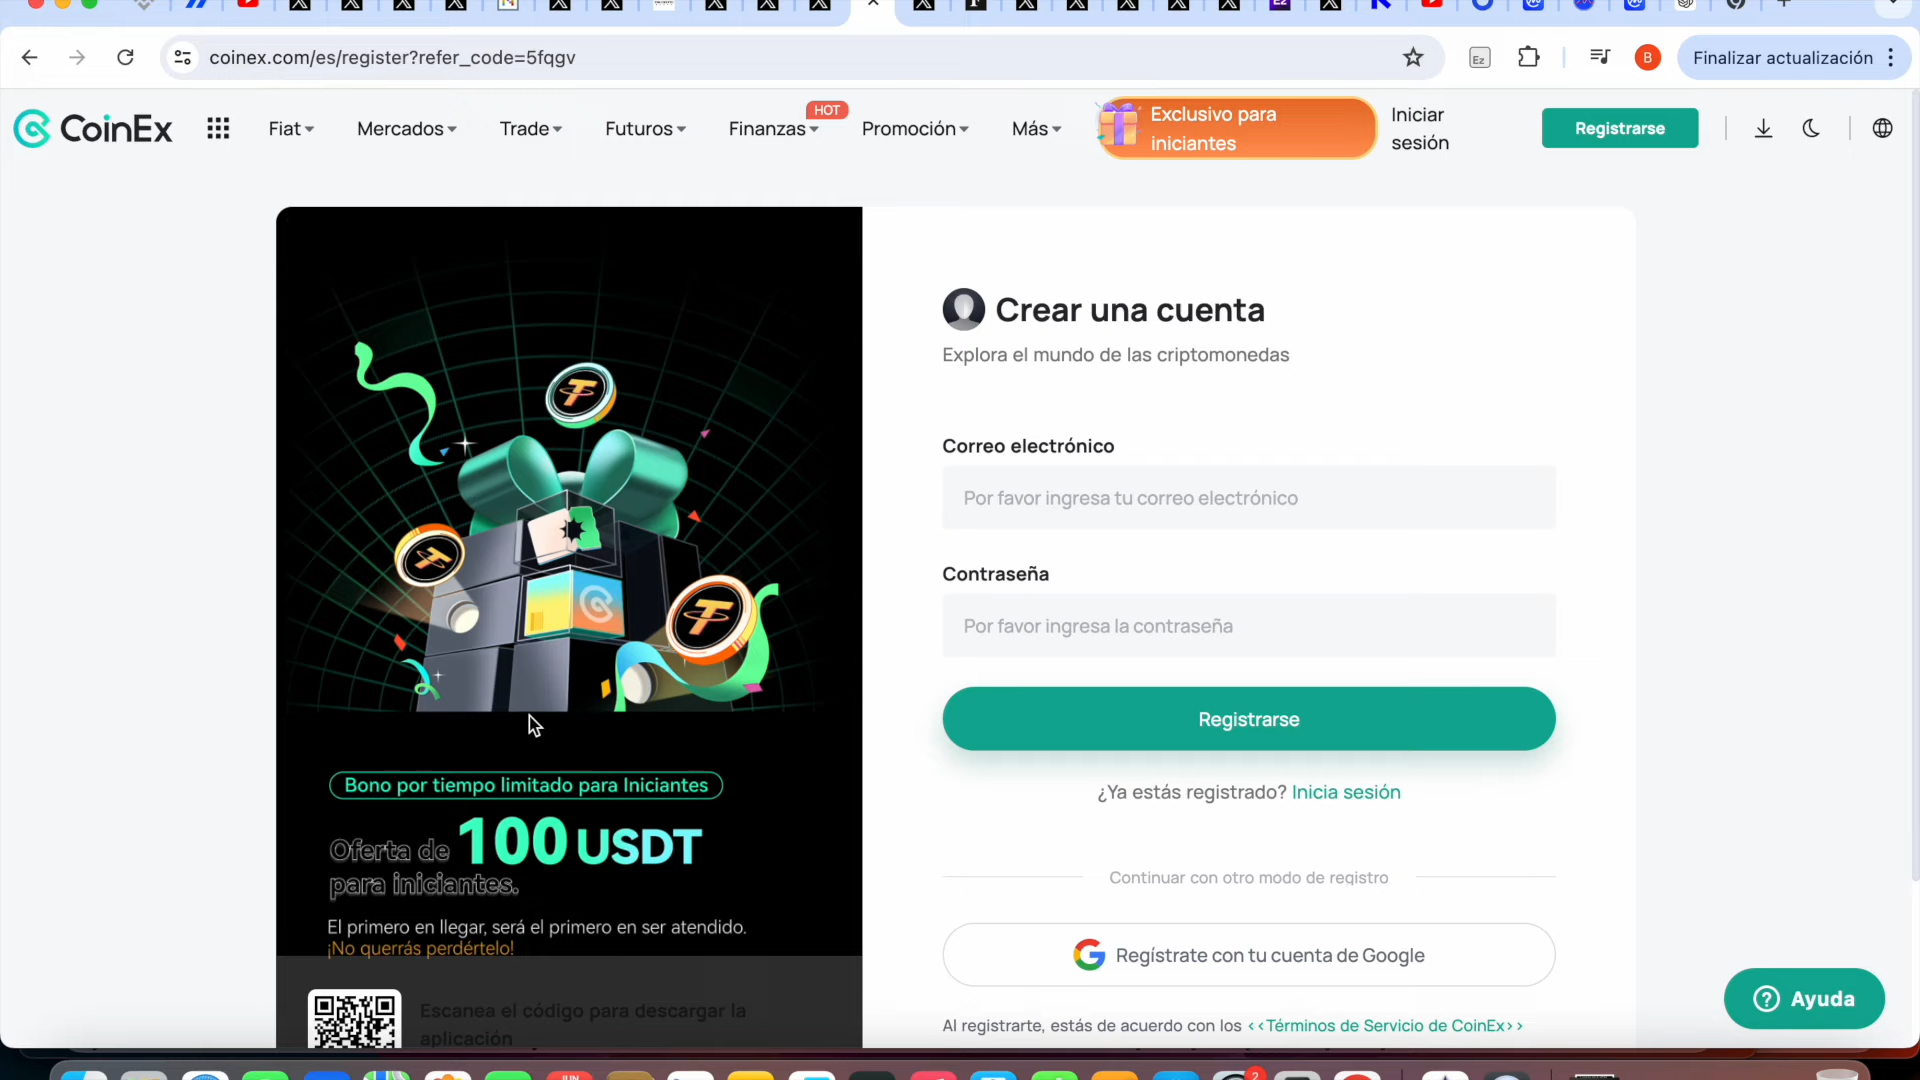 coinex.com/es/register?refer_code=5fqgv
Ez
B
Finalizar actualización
CoinEx
Fiat
Mercados
Trade
Futuros
Finanzas
HOT
Promoción
Más
Exclusivo para
iniciantes
Iniciar
sesión
Registrarse
Crear una cuenta
Explora el mundo de las criptomonedas
Correo electrónico
Por favor ingresa tu correo electrónico
Contraseña
Por favor ingresa la contraseña
Registrarse
¿Ya estás registrado? Inicia sesión
Continuar con otro modo de registro
Regístrate con tu cuenta de Google
Al registrarte, estás de acuerdo con los <<Términos de Servicio de CoinEx>>
Bono por tiempo limitado para Iniciantes
Oferta de 100 USDT
para iniciantes.
El primero en llegar, será el primero en ser atendido.
¡No querrás perdértelo!
Escanea el código para descargar la
aplicación
Ayuda
JUN
2